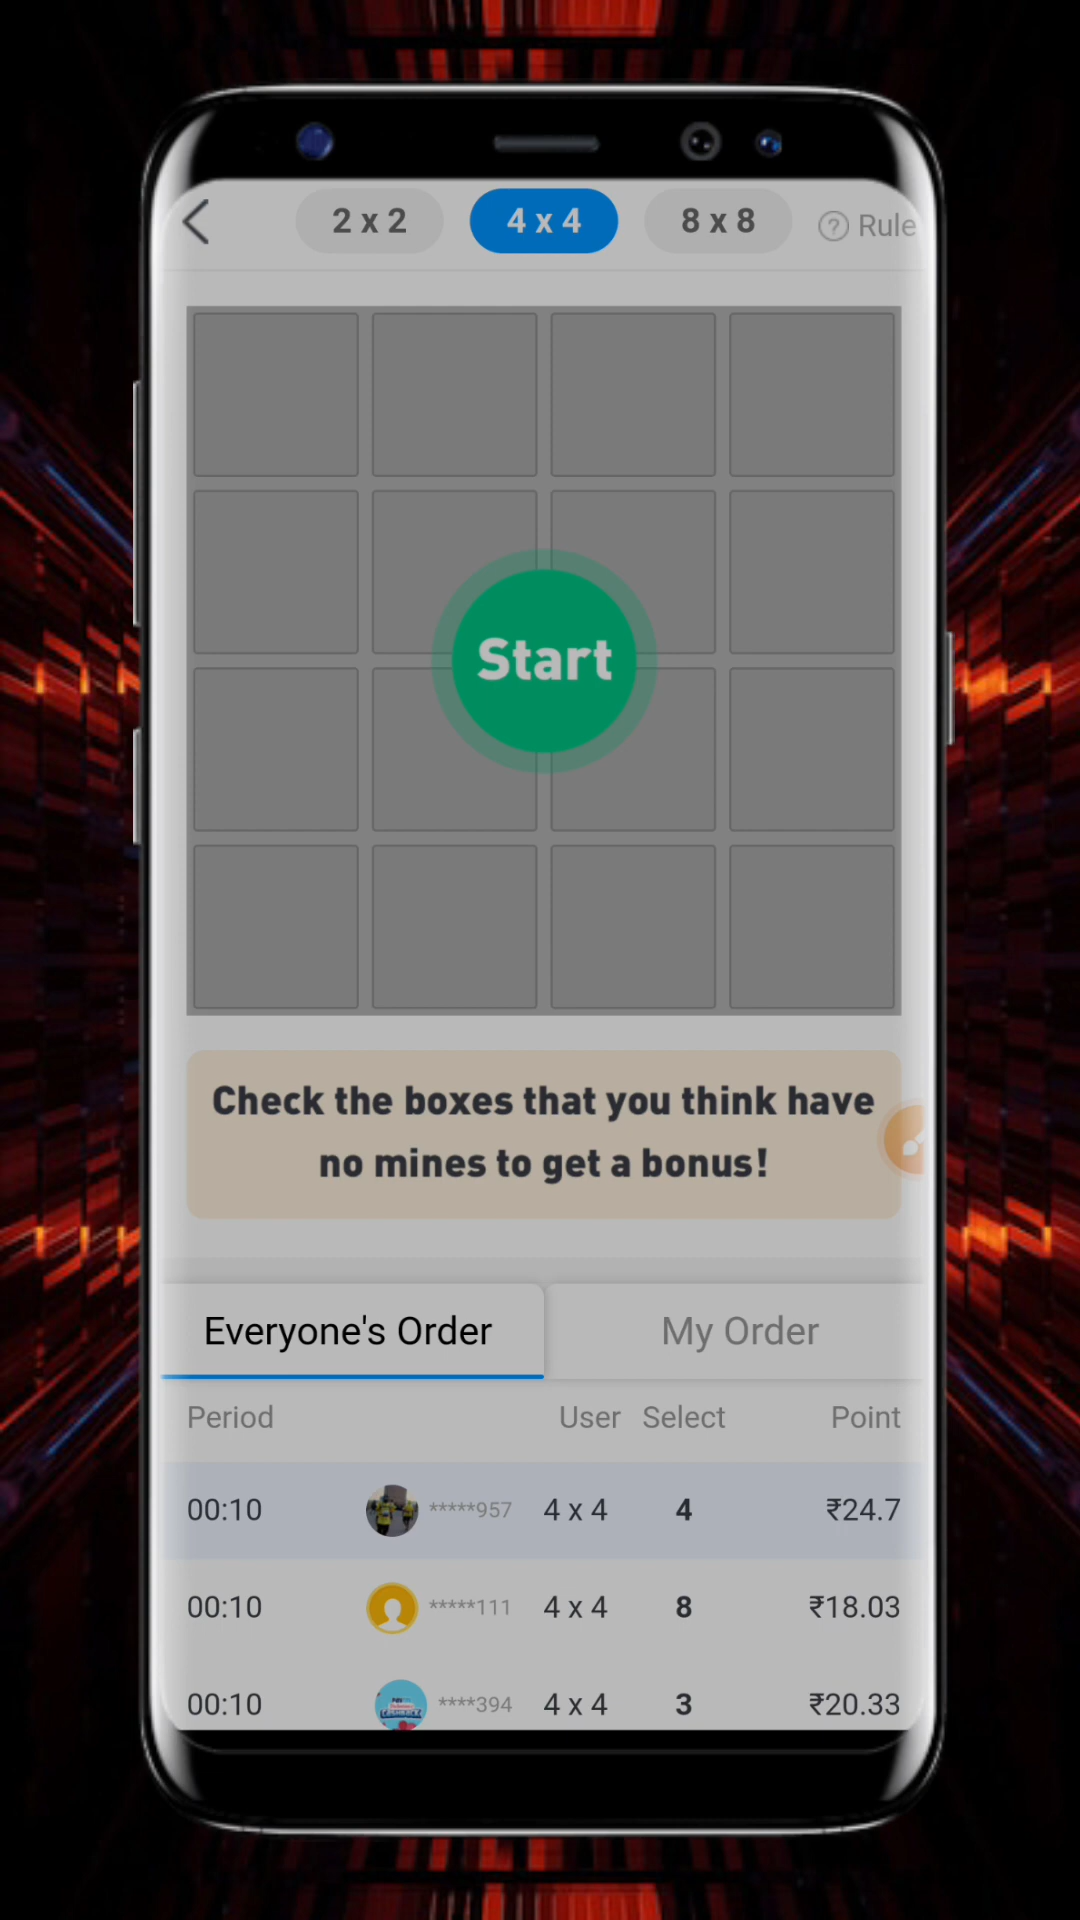 2 x 2 4 x 4 8 x 8 ? Rule
Start
Check the boxes that you think have
no mines to get a bonus!
Everyone's Order My Order
Period User Select Point
00:10 *****957 4 x 4 4 ₹24.7
00:10 *****111 4 x 4 8 ₹18.03
00:10 ****394 4 x 4 3 ₹20.33